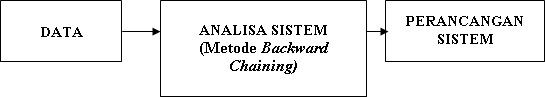 DATA
ANALISA SISTEM
(Metode Backward
Chaining)
PERANCANGAN
SISTEM